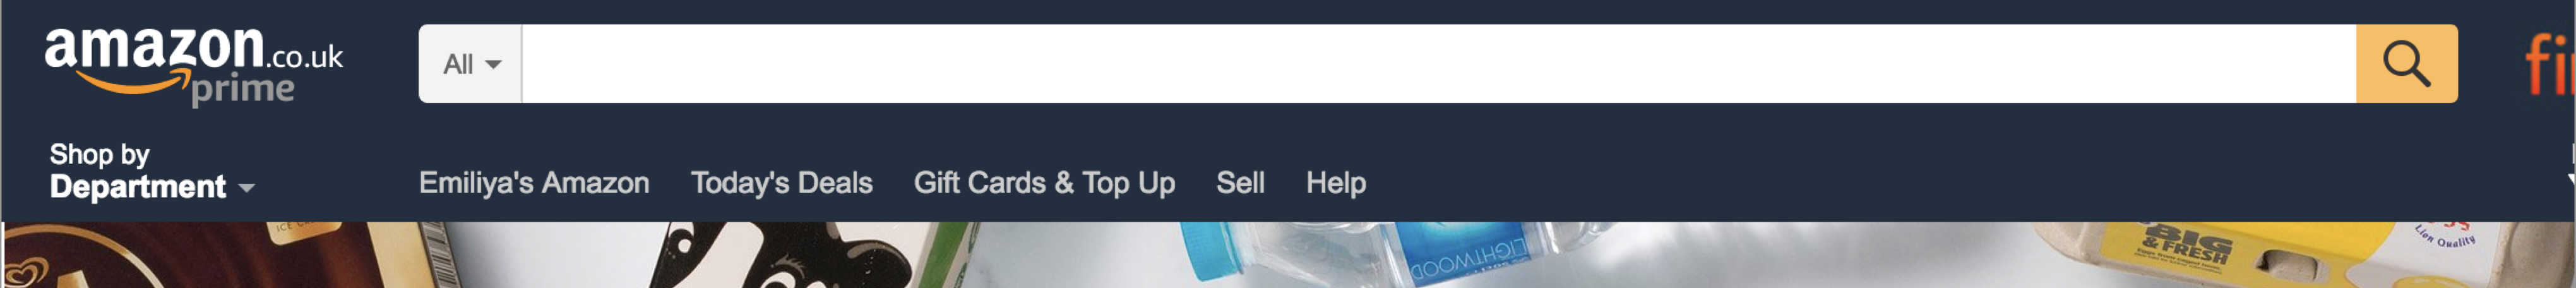 amazon.co.uk
prime
All
fi
Shop by
Department
Emiliya's Amazon Today's Deals Gift Cards & Top Up Sell Help
ICE
LIGHTWOOD
BIG
& FRESH
Lion Quality